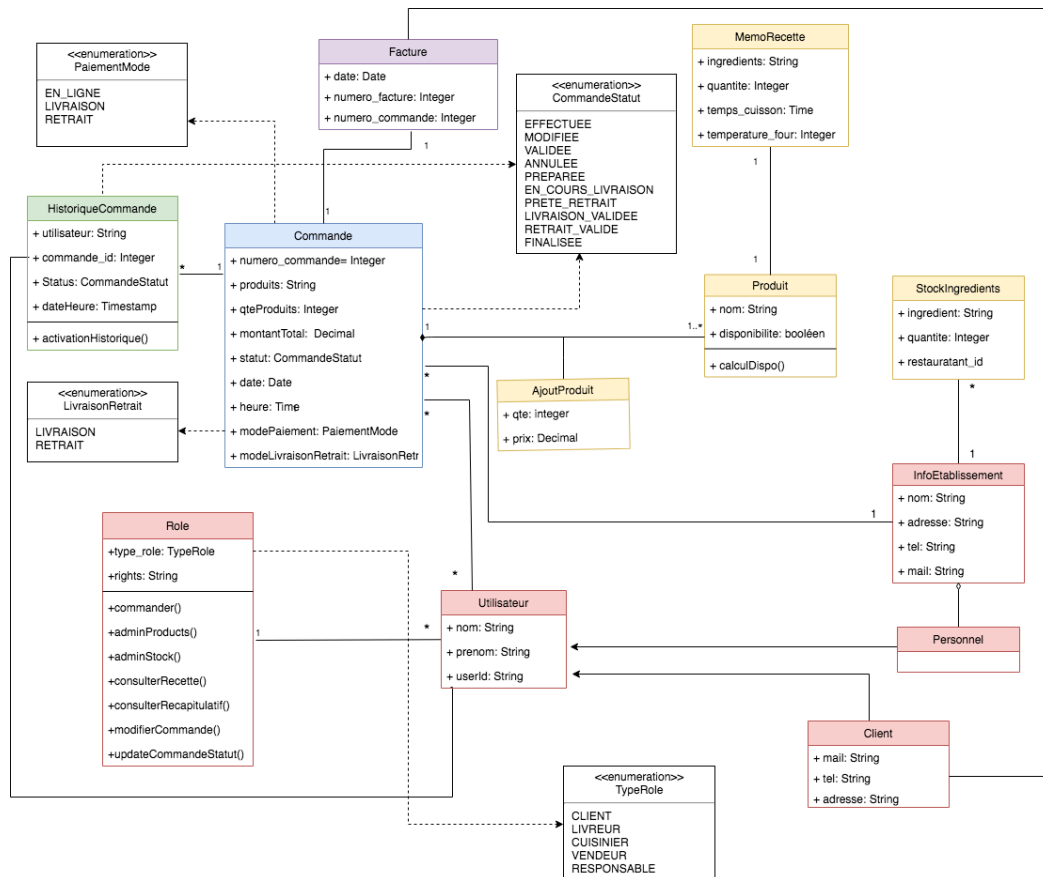 <<enumeration>>
PaiementMode
EN_LIGNE
LIVRAISON
RETRAIT
Facture
+ date: Date
+ numero_facture: Integer
+ numero_commande: Integer
1
<<enumeration>>
CommandeStatut
EFFECTUEE
MODIFIEE
VALIDEE
ANNULEE
PREPAREE
EN_COURS_LIVRAISON
PRETE_RETRAIT
LIVRAISON_VALIDEE
RETRAIT_VALIDE
FINALISEE
MemoRecette
+ ingredients: String
+ quantite: Integer
+ temps_cuisson: Time
+ temperature_four: Integer
1
HistoriqueCommande
+ utilisateur: String
+ commande_id: Integer
+ Status: CommandeStatut
+ dateHeure: Timestamp
+ activationHistorique()
*
1
1
Commande
+ numero_commande= Integer
+ produits: String
+ qteProduits: Integer
+ montantTotal:  Decimal
+ statut: CommandeStatut
+ date: Date
+ heure: Time
+ modePaiement: PaiementMode
+ modeLivraisonRetrait: LivraisonRetr
1
*
*
1
1..*
Produit
+ nom: String
+ disponibilite: booléen
+ calculDispo()
StockIngredients
+ ingredient: String
+ quantite: Integer
+ restauratant_id
*
1
AjoutProduit
+ qte: integer
+ prix: Decimal
<<enumeration>>
LivraisonRetrait
LIVRAISON
RETRAIT
InfoEtablissement
+ nom: String
+ adresse: String
+ tel: String
+ mail: String
1
Role
+type_role: TypeRole
+rights: String
+commander()
+adminProducts()
+adminStock()
+consulterRecette()
+consulterRecapitulatif()
+modifierCommande()
+updateCommandeStatut()
1
*
*
Utilisateur
+ nom: String
+ prenom: String
+ userId: String
Personnel
Client
+ mail: String
+ tel: String
+ adresse: String
<<enumeration>>
TypeRole
CLIENT
LIVREUR
CUISINIER
VENDEUR
RESPONSABLE